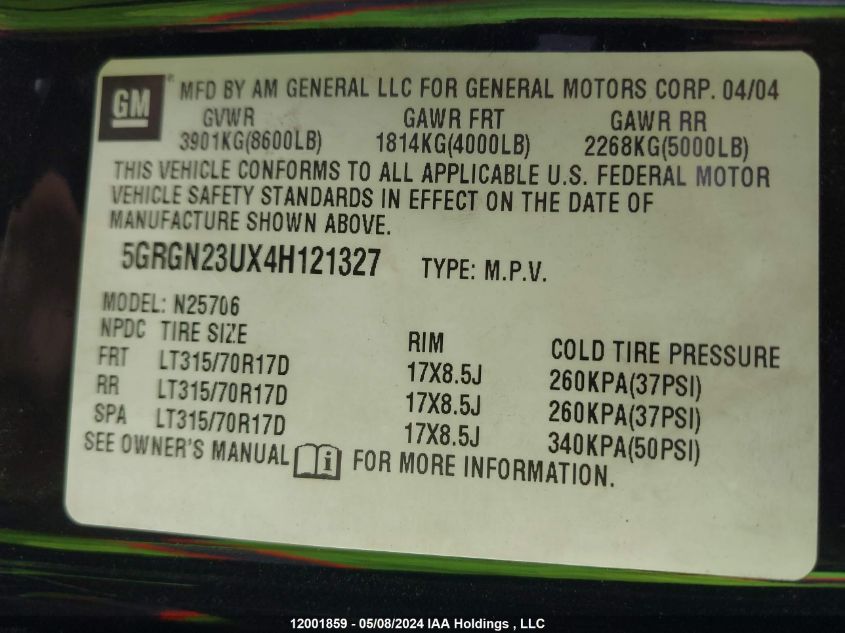 GM ® MFD BY AM GENERAL LLC FOR GENERAL MOTORS CORP. 04/04
GVWR GAWR FRT GAWR RR
3901KG(8600LB) 1814KG(4000LB) 2268KG(5000LB)
THIS VEHICLE CONFORMS TO ALL APPLICABLE U.S. FEDERAL MOTOR
VEHICLE SAFETY STANDARDS IN EFFECT ON THE DATE OF
MANUFACTURE SHOWN ABOVE.
5GRGN23UX4H121327 TYPE: M.P.V.
MODEL: N25706
NPDC TIRE SIZE RIM COLD TIRE PRESSURE
FRT LT315/70R17D 17X8.5J 260KPA(37PSI)
RR LT315/70R17D 17X8.5J 260KPA(37PSI)
SPA LT315/70R17D 17X8.5J 340KPA(50PSI)
SEE OWNER'S MANUAL i FOR MORE INFORMATION.
12001859 - 05/08/2024 IAA Holdings , LLC